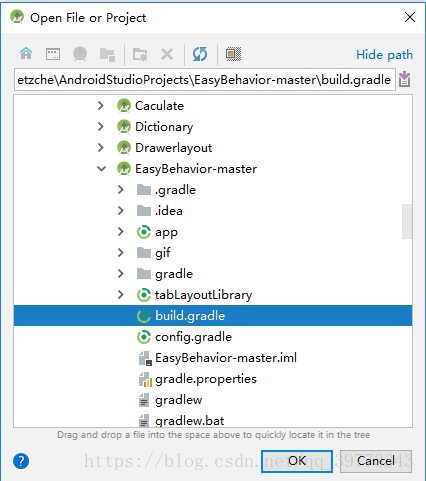 Open File or Project
Hide path
etzche\AndroidStudioProjects\EasyBehavior-master\build.gradle
Caculate
Dictionary
Drawerlayout
EasyBehavior-master
.gradle
.idea
app
gif
gradle
tabLayoutLibrary
build.gradle
config.gradle
EasyBehavior-master.iml
gradle.properties
gradlew
gradlew.bat
Drag and drop a file into the space above to quickly locate it in the tree
https://blog.csdn.net
?
OK
Cancel